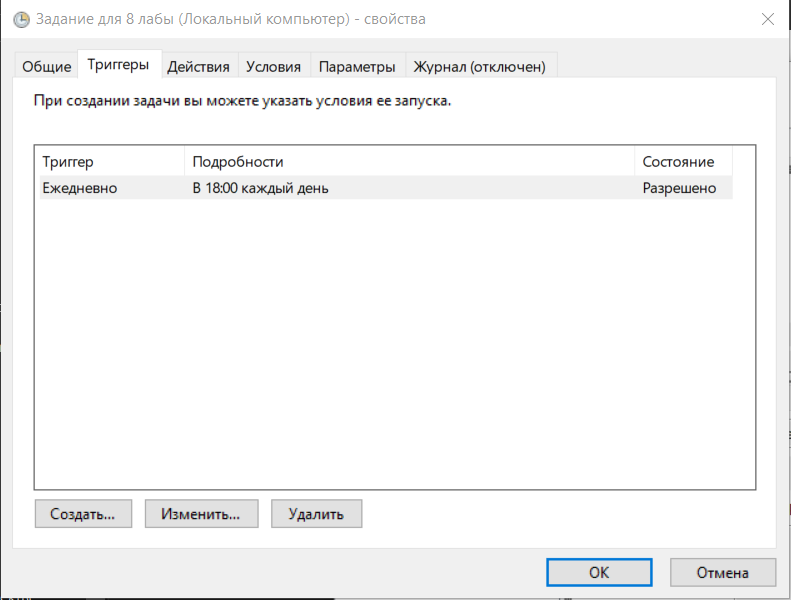 Задание для 8 лабы (Локальный компьютер) - свойства
Общие Триггеры Действия Условия Параметры Журнал (отключен)
При создании задачи вы можете указать условия ее запуска.
Триггер Подробности Состояние
Ежедневно В 18:00 каждый день Разрешено
Создать... Изменить... Удалить
ОК Отмена